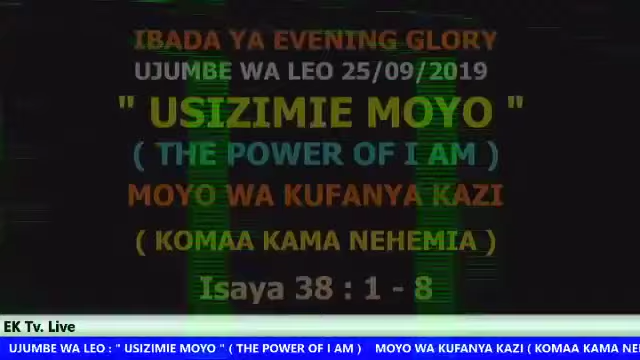 IBADA YA EVENING GLORY
UJUMBE WA LEO 25/09/2019
" USIZIMIE MOYO "
( THE POWER OF I AM )
MOYO WA KUFANYA KAZI
( KOMAA KAMA NEHEMIA )
Isaya 38 : 1 - 8
EK Tv. Live
UJUMBE WA LEO : " USIZIMIE MOYO " ( THE POWER OF I AM ) MOYO WA KUFANYA KAZI ( KOMAA KAMA NE